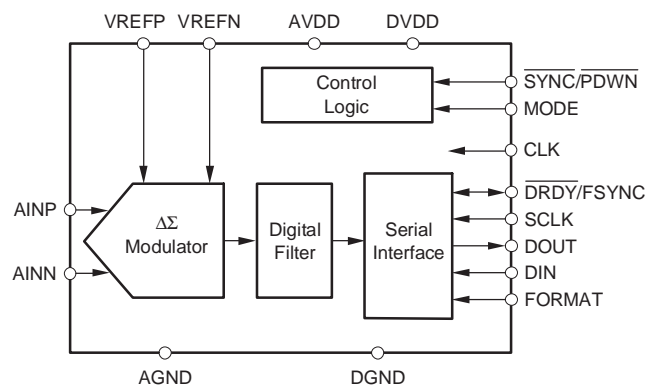 VREFP VREFN AVDD DVDD
Control
Logic
SYNC/PDWN
MODE
CLK
AINP
ΔΣ
Modulator
Digital
Filter
Serial
Interface
DRDY/FSYNC
SCLK
DOUT
AINN
DIN
FORMAT
AGND DGND